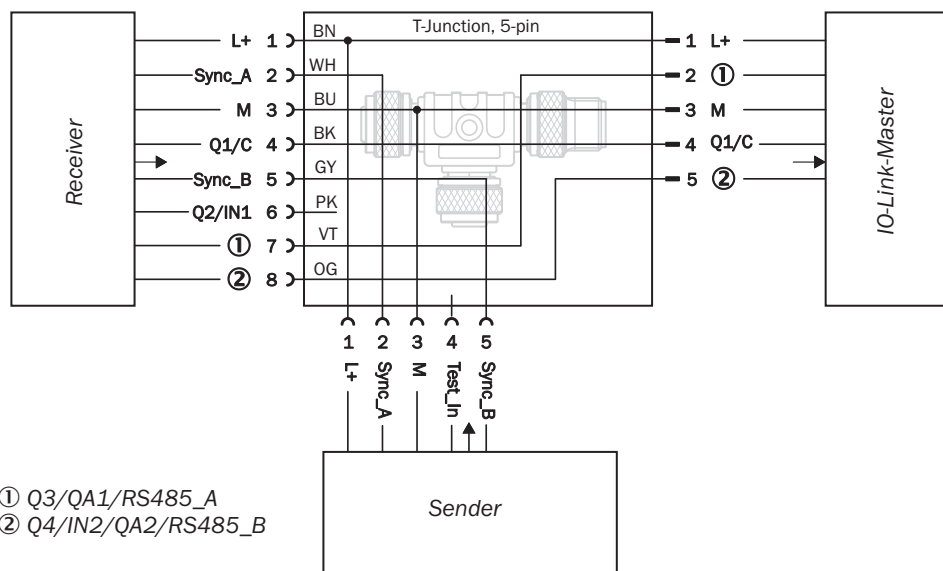 T-Junction, 5-pin
Receiver
L+ 1 BN
Sync_A 2 WH
M 3 BU
Q1/C 4 BK
Sync_B 5 GY
Q2/IN1 6 PK
① 7 VT
② 8 OG
1 L+
2 ①
3 M
4 Q1/C
5 ②
IO-Link-Master
1 L+
2 Sync_A
3 M
4 Test_In
5 Sync_B
Sender
① Q3/QA1/RS485_A
② Q4/IN2/QA2/RS485_B